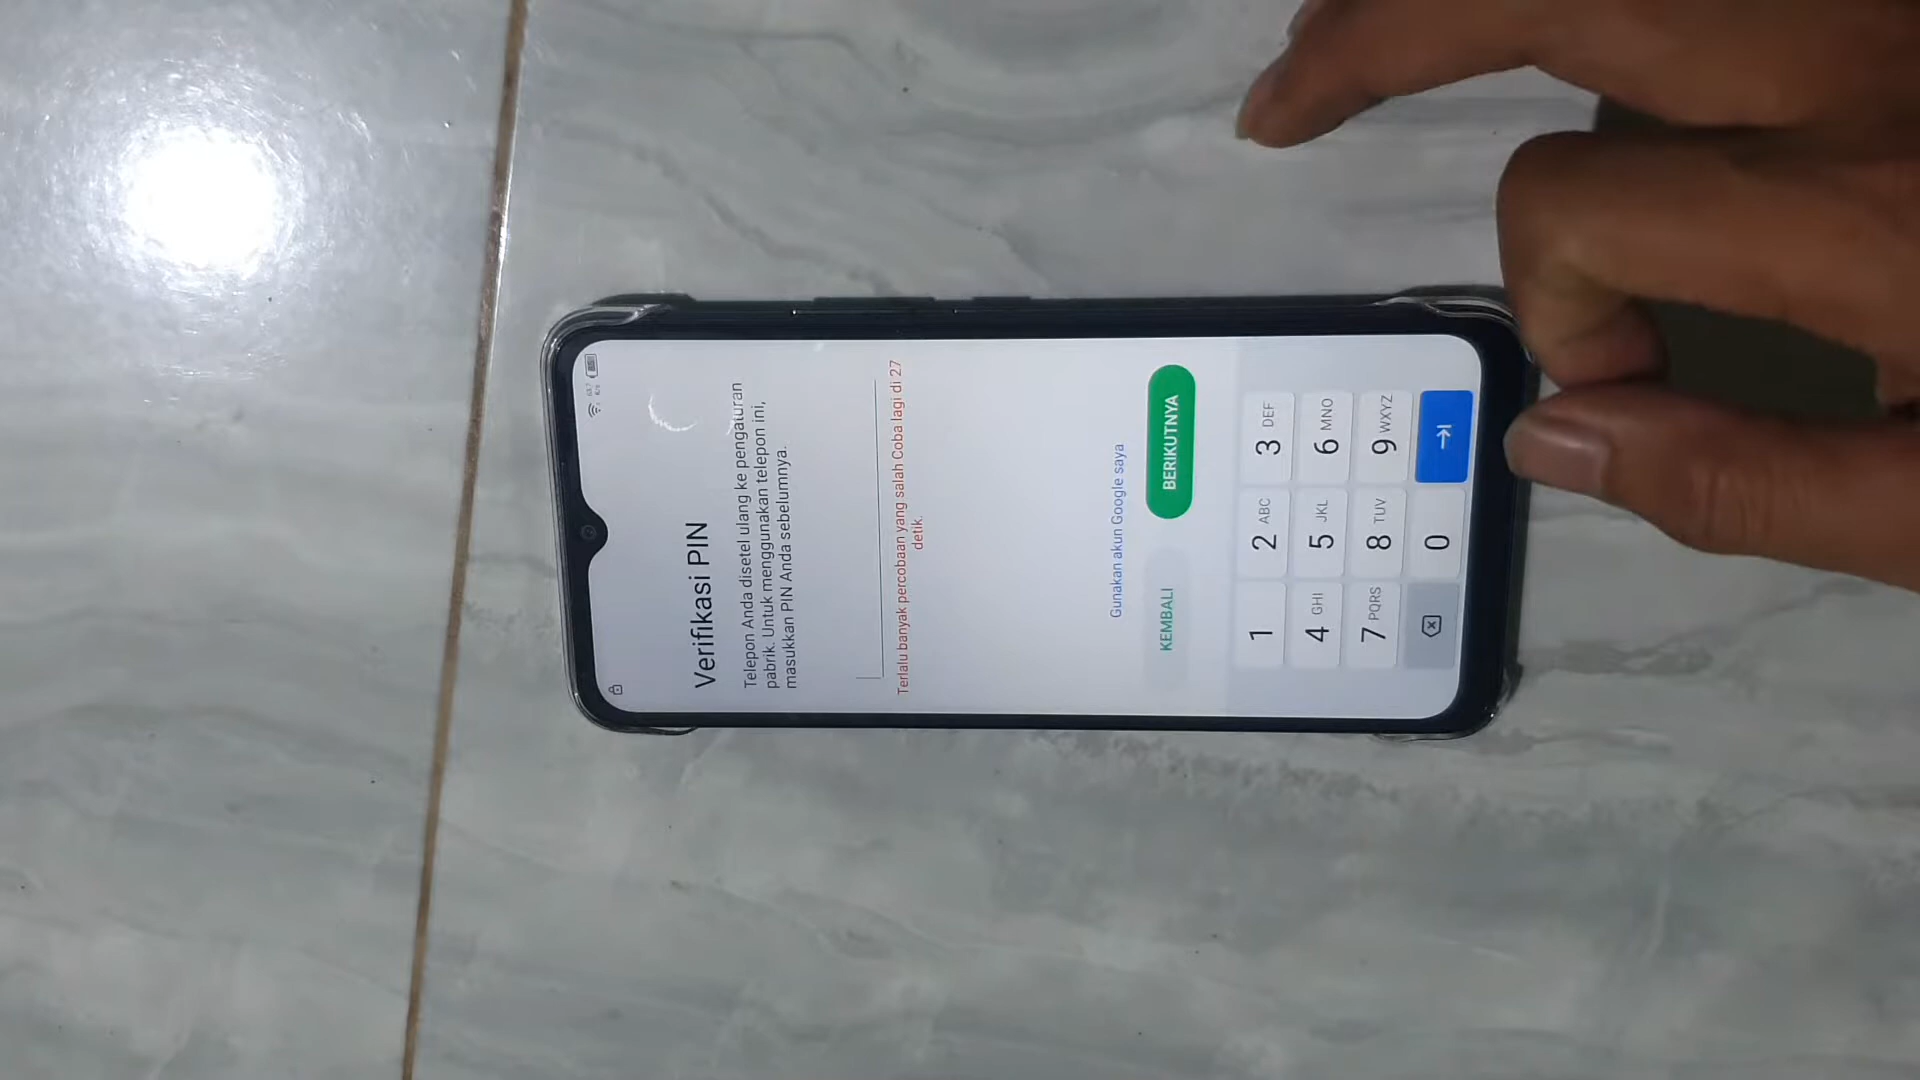 Verifikasi PIN
Telepon Anda disetel ulang ke pengaturan
pabrik. Untuk menggunakan telepon ini,
masukkan PIN Anda sebelumnya.
Terlalu banyak percobaan yang salah Coba lagi di 27
detik.
Gunakan akun Google saya
KEMBALI BERIKUTNYA
1 2 ABC 3 DEF
4 GHI 5 JKL 6 MNO
7 PQRS 8 TUV 9 WXYZ
0